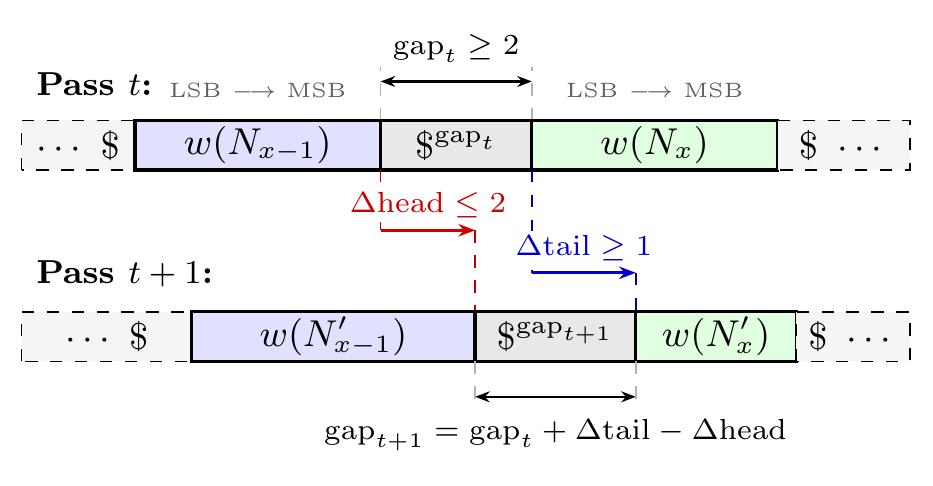 gap_t ≥ 2
Pass t: LSB ⟶ MSB LSB ⟶ MSB
⋯ $ w(N_{x−1}) $^{gap_t} w(N_x) $ ⋯
Δhead ≤ 2
Δtail ≥ 1
Pass t + 1:
⋯ $ w(N′_{x−1}) $^{gap_{t+1}} w(N′_x) $ ⋯
gap_{t+1} = gap_t + Δtail − Δhead